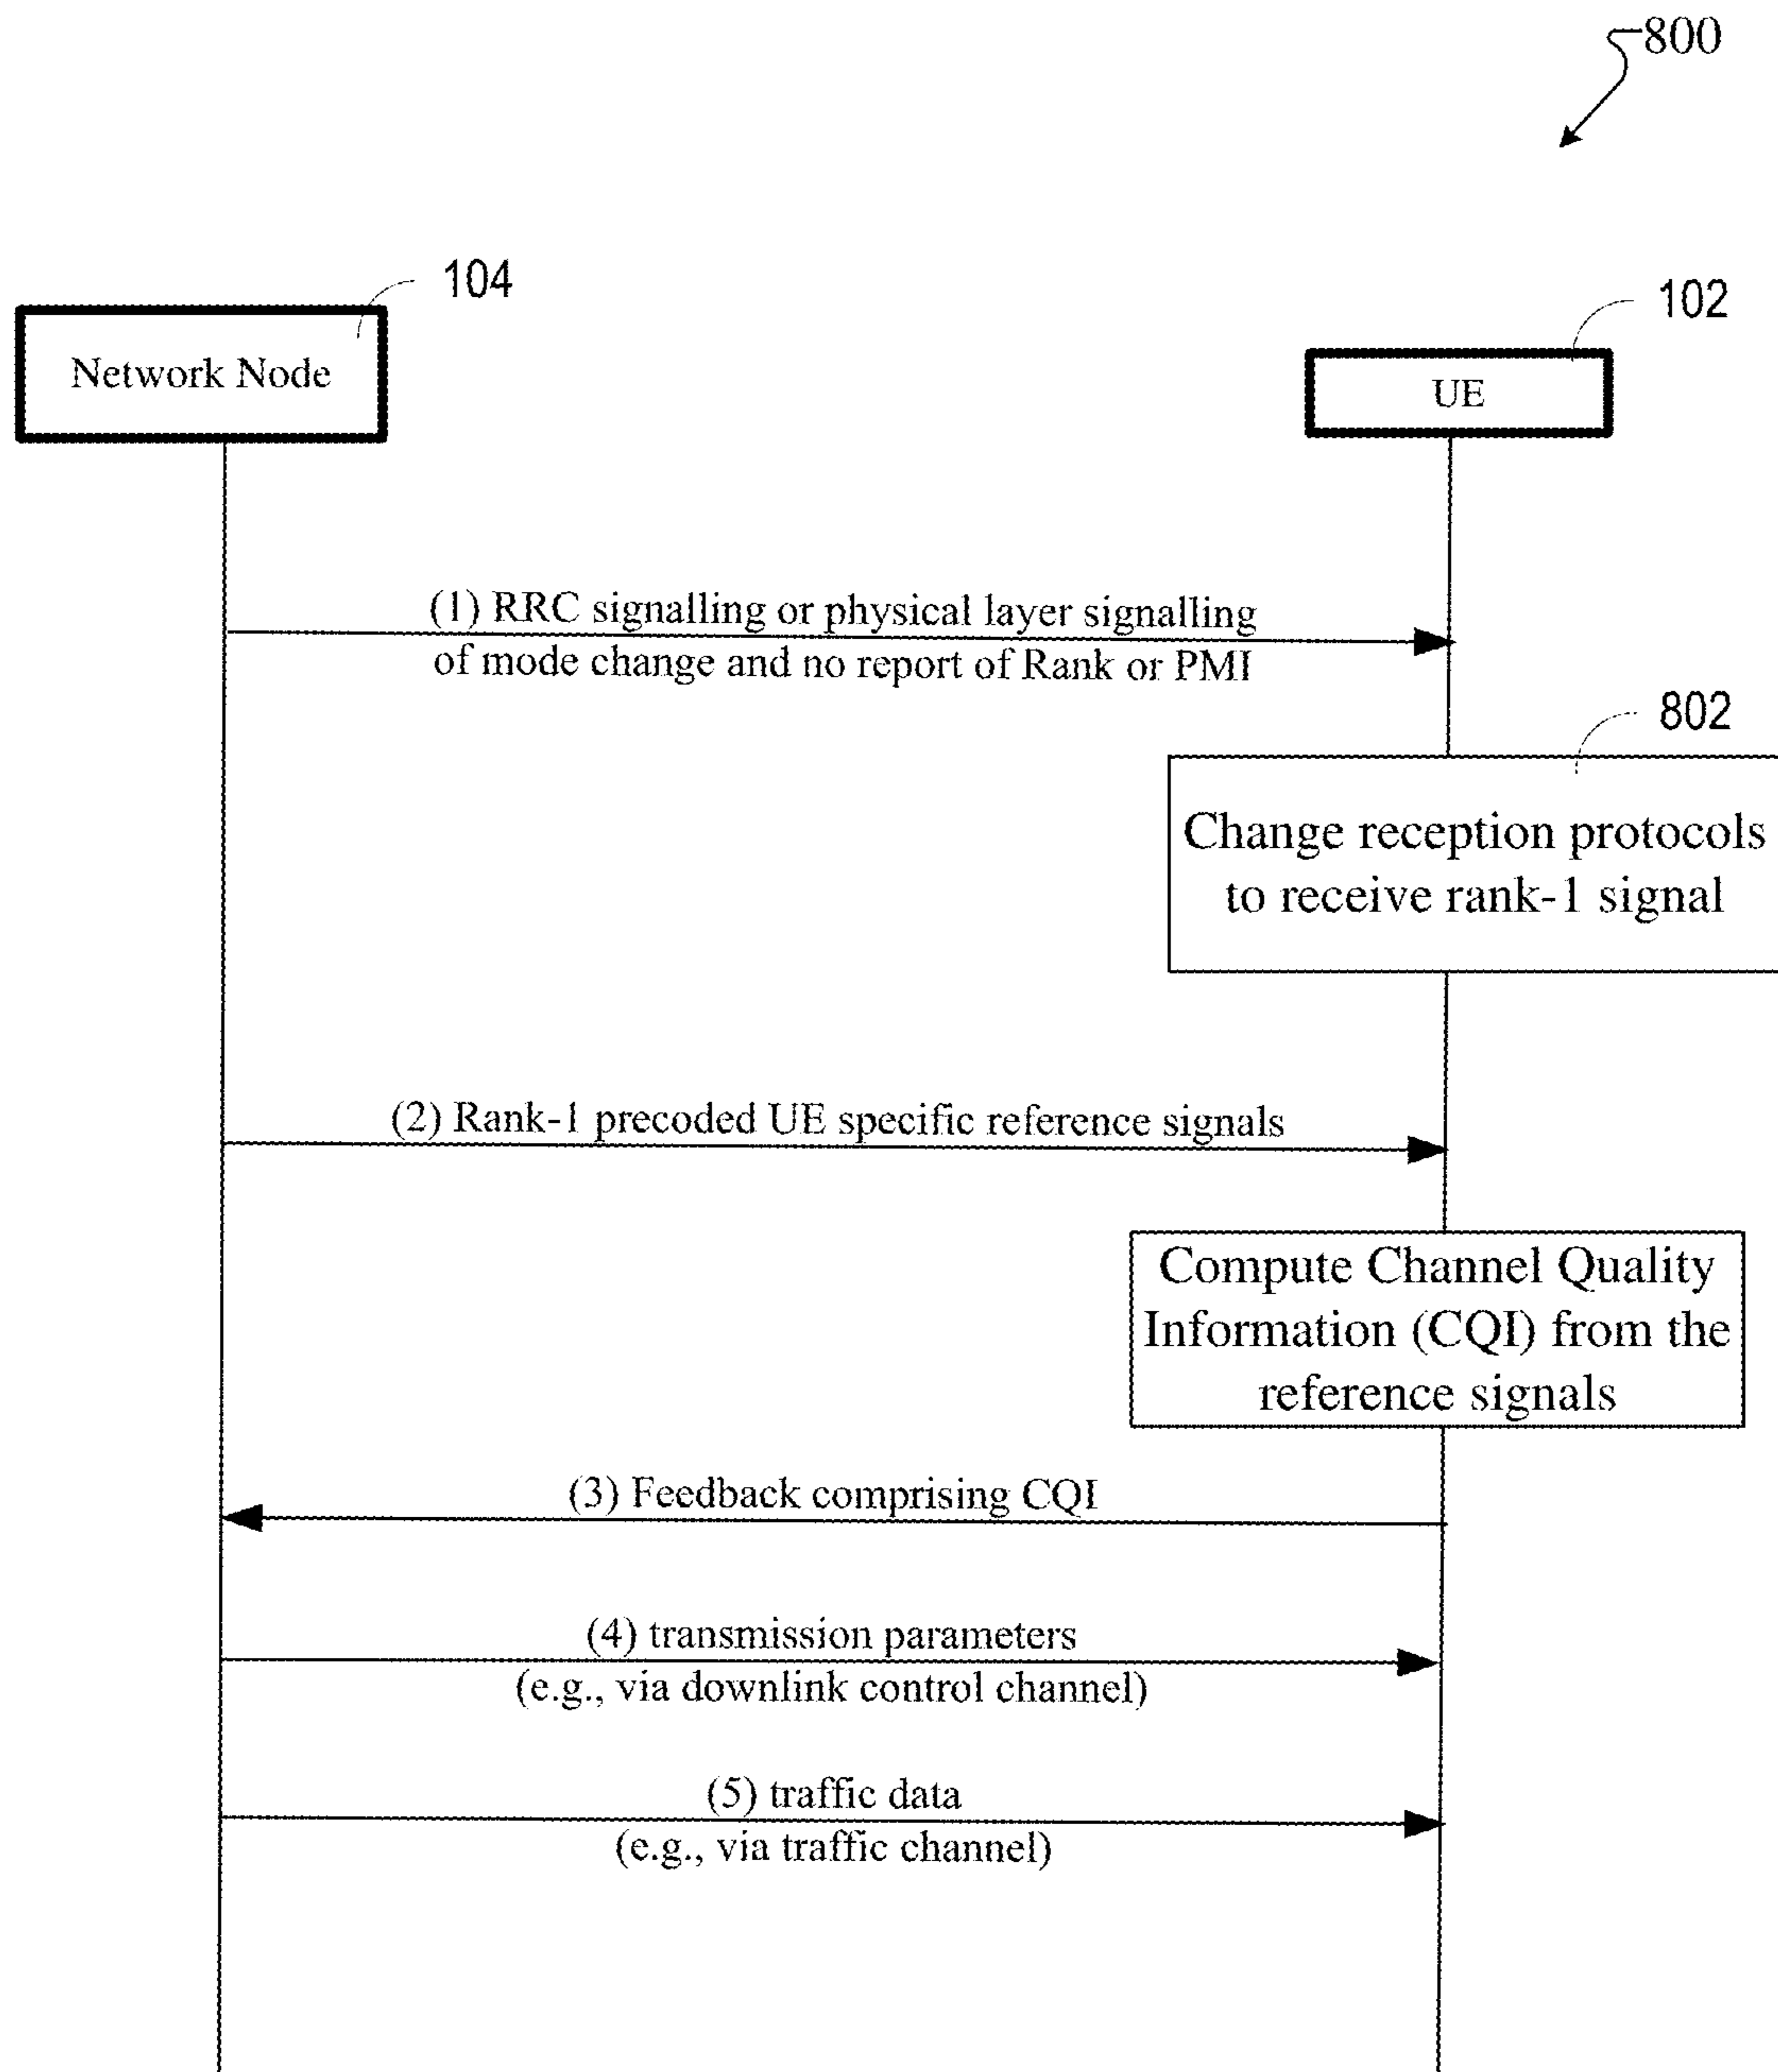 800
104
Network Node
102
UE
(1) RRC signalling or physical layer signalling
of mode change and no report of Rank or PMI
802
Change reception protocols
to receive rank-1 signal
(2) Rank-1 precoded UE specific reference signals
Compute Channel Quality
Information (CQI) from the
reference signals
(3) Feedback comprising CQI
(4) transmission parameters
(e.g., via downlink control channel)
(5) traffic data
(e.g., via traffic channel)